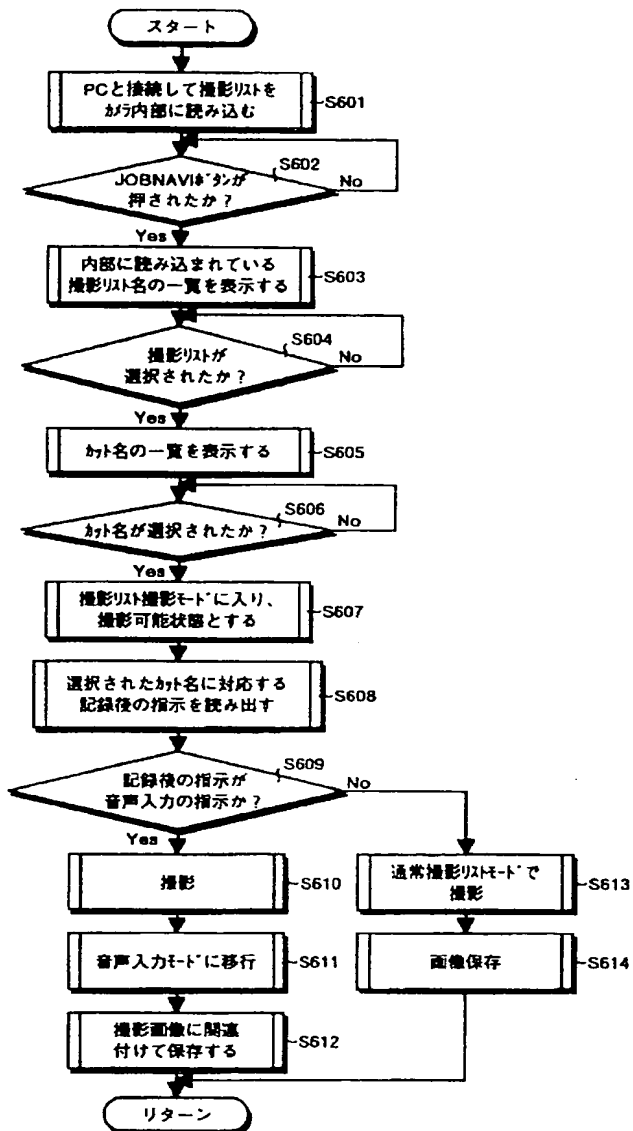 スタート
PCと接続して撮影リストを
ｶﾒﾗ内部に読み込む
S601
S602
JOBNAVIﾎﾞﾀﾝが
押されたか？
No
Yes
内部に読み込まれている
撮影ﾘｽﾄ名の一覧を表示する
S603
S604
撮影ﾘｽﾄが
選択されたか？
No
Yes
ｶｯﾄ名の一覧を表示する
S605
S606
ｶｯﾄ名が選択されたか？
No
Yes
撮影ﾘｽﾄ撮影ﾓｰﾄﾞに入り、
撮影可能状態とする
S607
選択されたｶｯﾄ名に対応する
記録後の指示を読み出す
S608
S609
記録後の指示が
音声入力の指示か？
No
Yes
撮影
S610
通常撮影ﾘｽﾄﾓｰﾄﾞで
撮影
S613
音声入力ﾓｰﾄﾞに移行
S611
画像保存
S614
撮影画像に関連
付けて保存する
S612
リターン